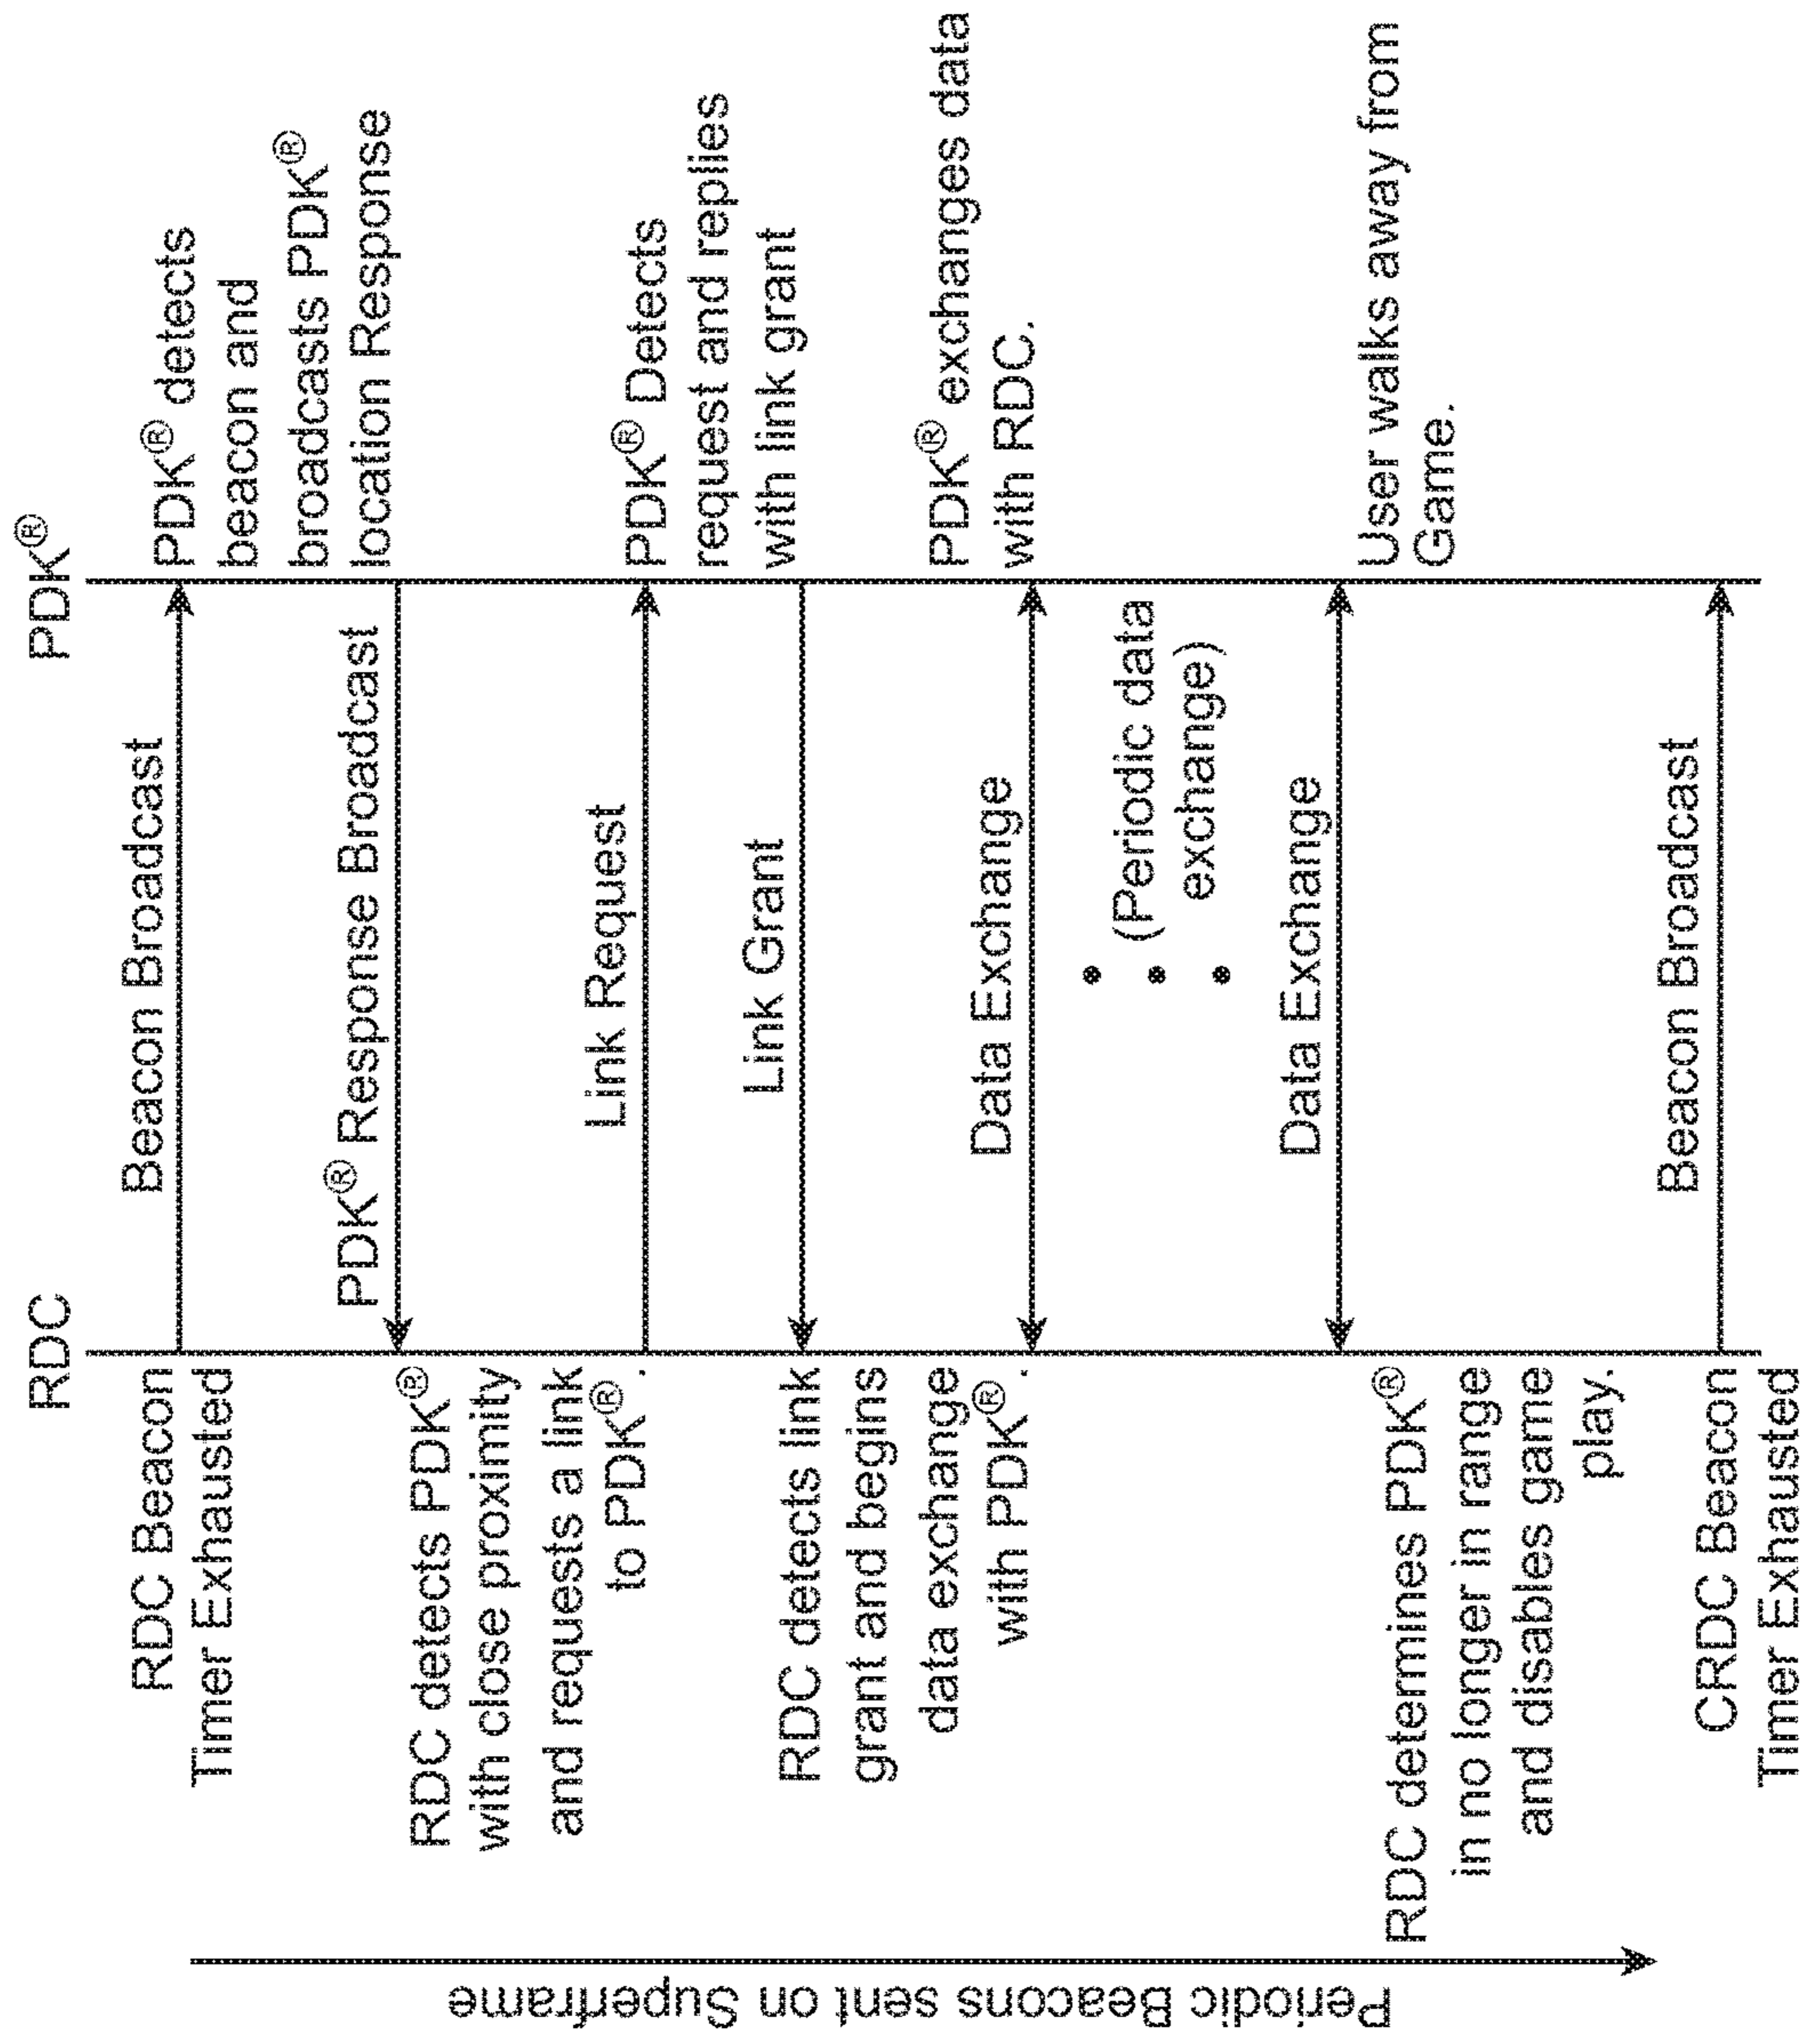 RDC
PDK®
RDC Beacon
Timer Exhausted
Beacon Broadcast
PDK® detects
beacon and
broadcasts PDK®
location Response
PDK® Response Broadcast
RDC detects PDK®
with close proximity
and requests a link
to PDK®.
Link Request
PDK® Detects
request and replies
with link grant
Link Grant
RDC detects link
grant and begins
data exchange
with PDK®.
Data Exchange
PDK® exchanges data
with RDC.
(Periodic data
exchange)
Data Exchange
User walks away from
Game.
RDC determines PDK®
in no longer in range
and disables game
play.
CRDC Beacon
Timer Exhausted
Beacon Broadcast
Periodic Beacons sent on Superframe